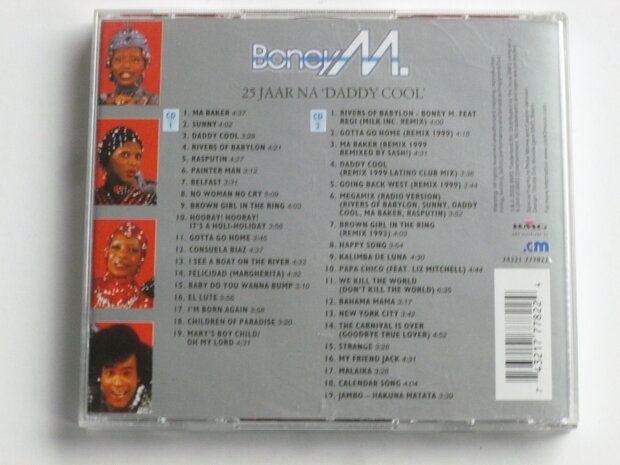 Boney M.
25 JAAR NA 'DADDY COOL'
CD 1
1. MA BAKER 4:37
2. SUNNY 4:02
3. DADDY COOL 3:29
4. RIVERS OF BABYLON 4:21
5. RASPUTIN 4:27
6. PAINTER MAN 3:12
7. BELFAST 3:31
8. NO WOMAN NO CRY 5:09
9. BROWN GIRL IN THE RING 4:03
10. HOORAY! HOORAY!
IT'S A HOLI-HOLIDAY 3:56
11. GOTTA GO HOME 3:45
12. CONSUELA BIAZ 4:37
13. I SEE A BOAT ON THE RIVER 4:33
14. FELICIDAD (MARGHERITA) 4:32
15. BABY DO YOU WANNA BUMP 3:10
16. EL LUTE 5:56
17. I'M BORN AGAIN 3:58
18. CHILDREN OF PARADISE 3:20
19. MARY'S BOY CHILD/
OH MY LORD 4:31
CD 2
1. RIVERS OF BABYLON - BONEY M. FEAT
REGI (MILK INC. REMIX) 4:00
2. GOTTA GO HOME (REMIX 1999) 4:18
3. MA BAKER (REMIX 1999
REMIXED BY SASH!) 4:31
4. DADDY COOL
(REMIX 1999 LATINO CLUB MIX) 2:36
5. GOING BACK WEST (REMIX 1999) 2:44
6. MEGAMIX (RADIO VERSION)
(RIVERS OF BABYLON, SUNNY, DADDY
COOL, MA BAKER, RASPUTIN) 3:52
7. BROWN GIRL IN THE RING
(REMIX 1993) 4:03
8. HAPPY SONG 3:54
9. KALIMBA DE LUNA 4:30
10. PAPA CHICO (FEAT. LIZ MITCHELL) 4:44
11. WE KILL THE WORLD
(DON'T KILL THE WORLD) 6:35
12. BAHAMA MAMA 3:17
13. NEW YORK CITY 3:42
14. THE CARNIVAL IS OVER
(GOODBYE TRUE LOVER) 4:52
15. STRANGE 3:26
16. MY FRIEND JACK 4:31
17. MALAIKA 3:28
18. CALENDAR SONG 4:04
19. JAMBO – HAKUNA MATATA 3:39
BMG
.cm
74321 777822
7 43217 77822 4